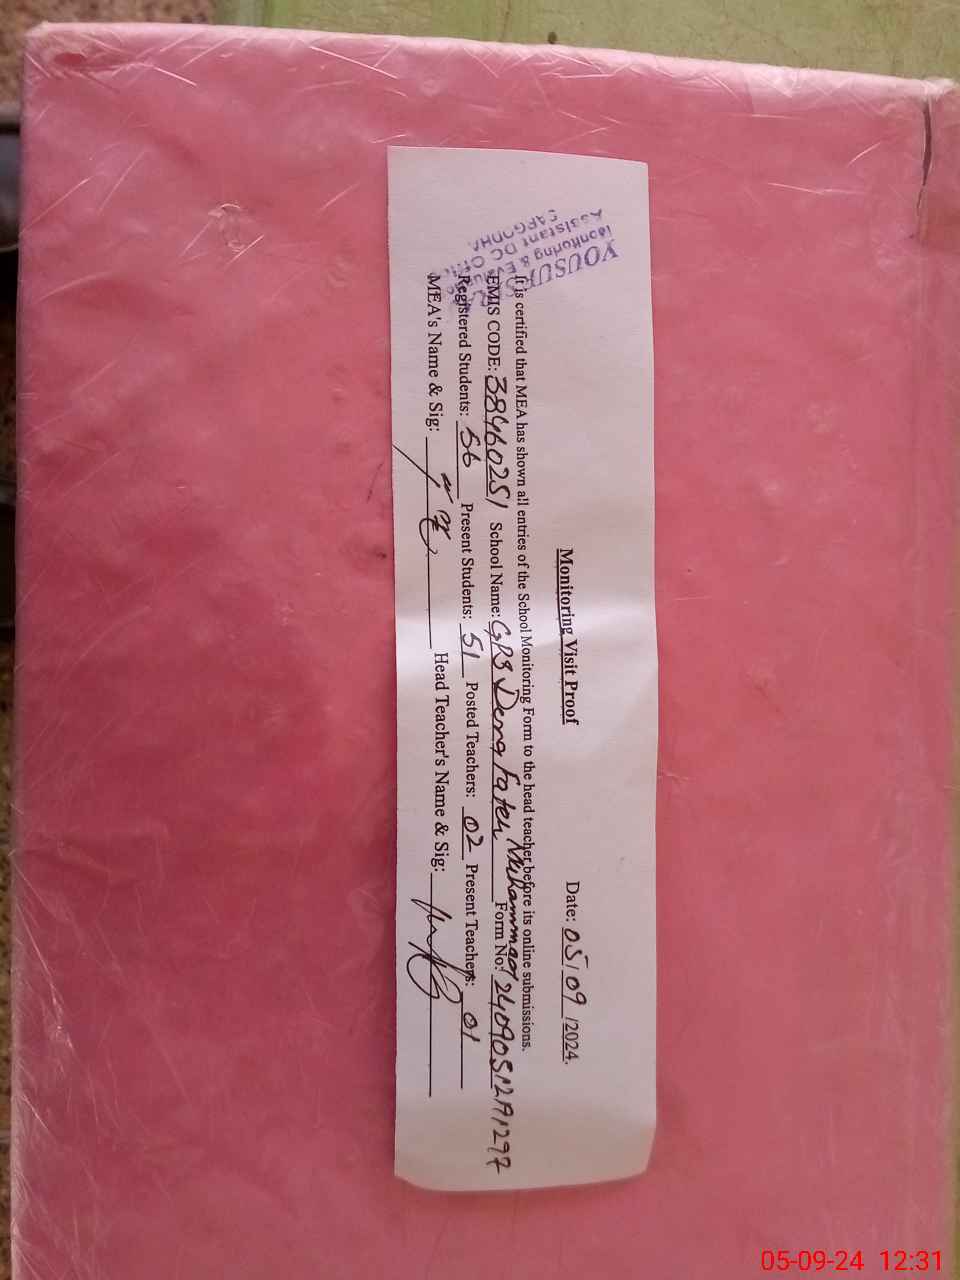 Monitoring Visit Proof
Date: 05/09/2024.
It is certified that MEA has shown all entries of the School Monitoring Form to the head teacher before its online submissions.
EMIS CODE: 38460251 School Name: GPS Dera Fateh Muhammad Form No:
Registered Students: 56 Present Students: 51 Posted Teachers: 02 Present Teachers: 01
MEA's Name & Sig: Head Teacher's Name & Sig:
YOUSUF
Monitoring &
Assistant DC Office
SARGODHA
05-09-24 12:31